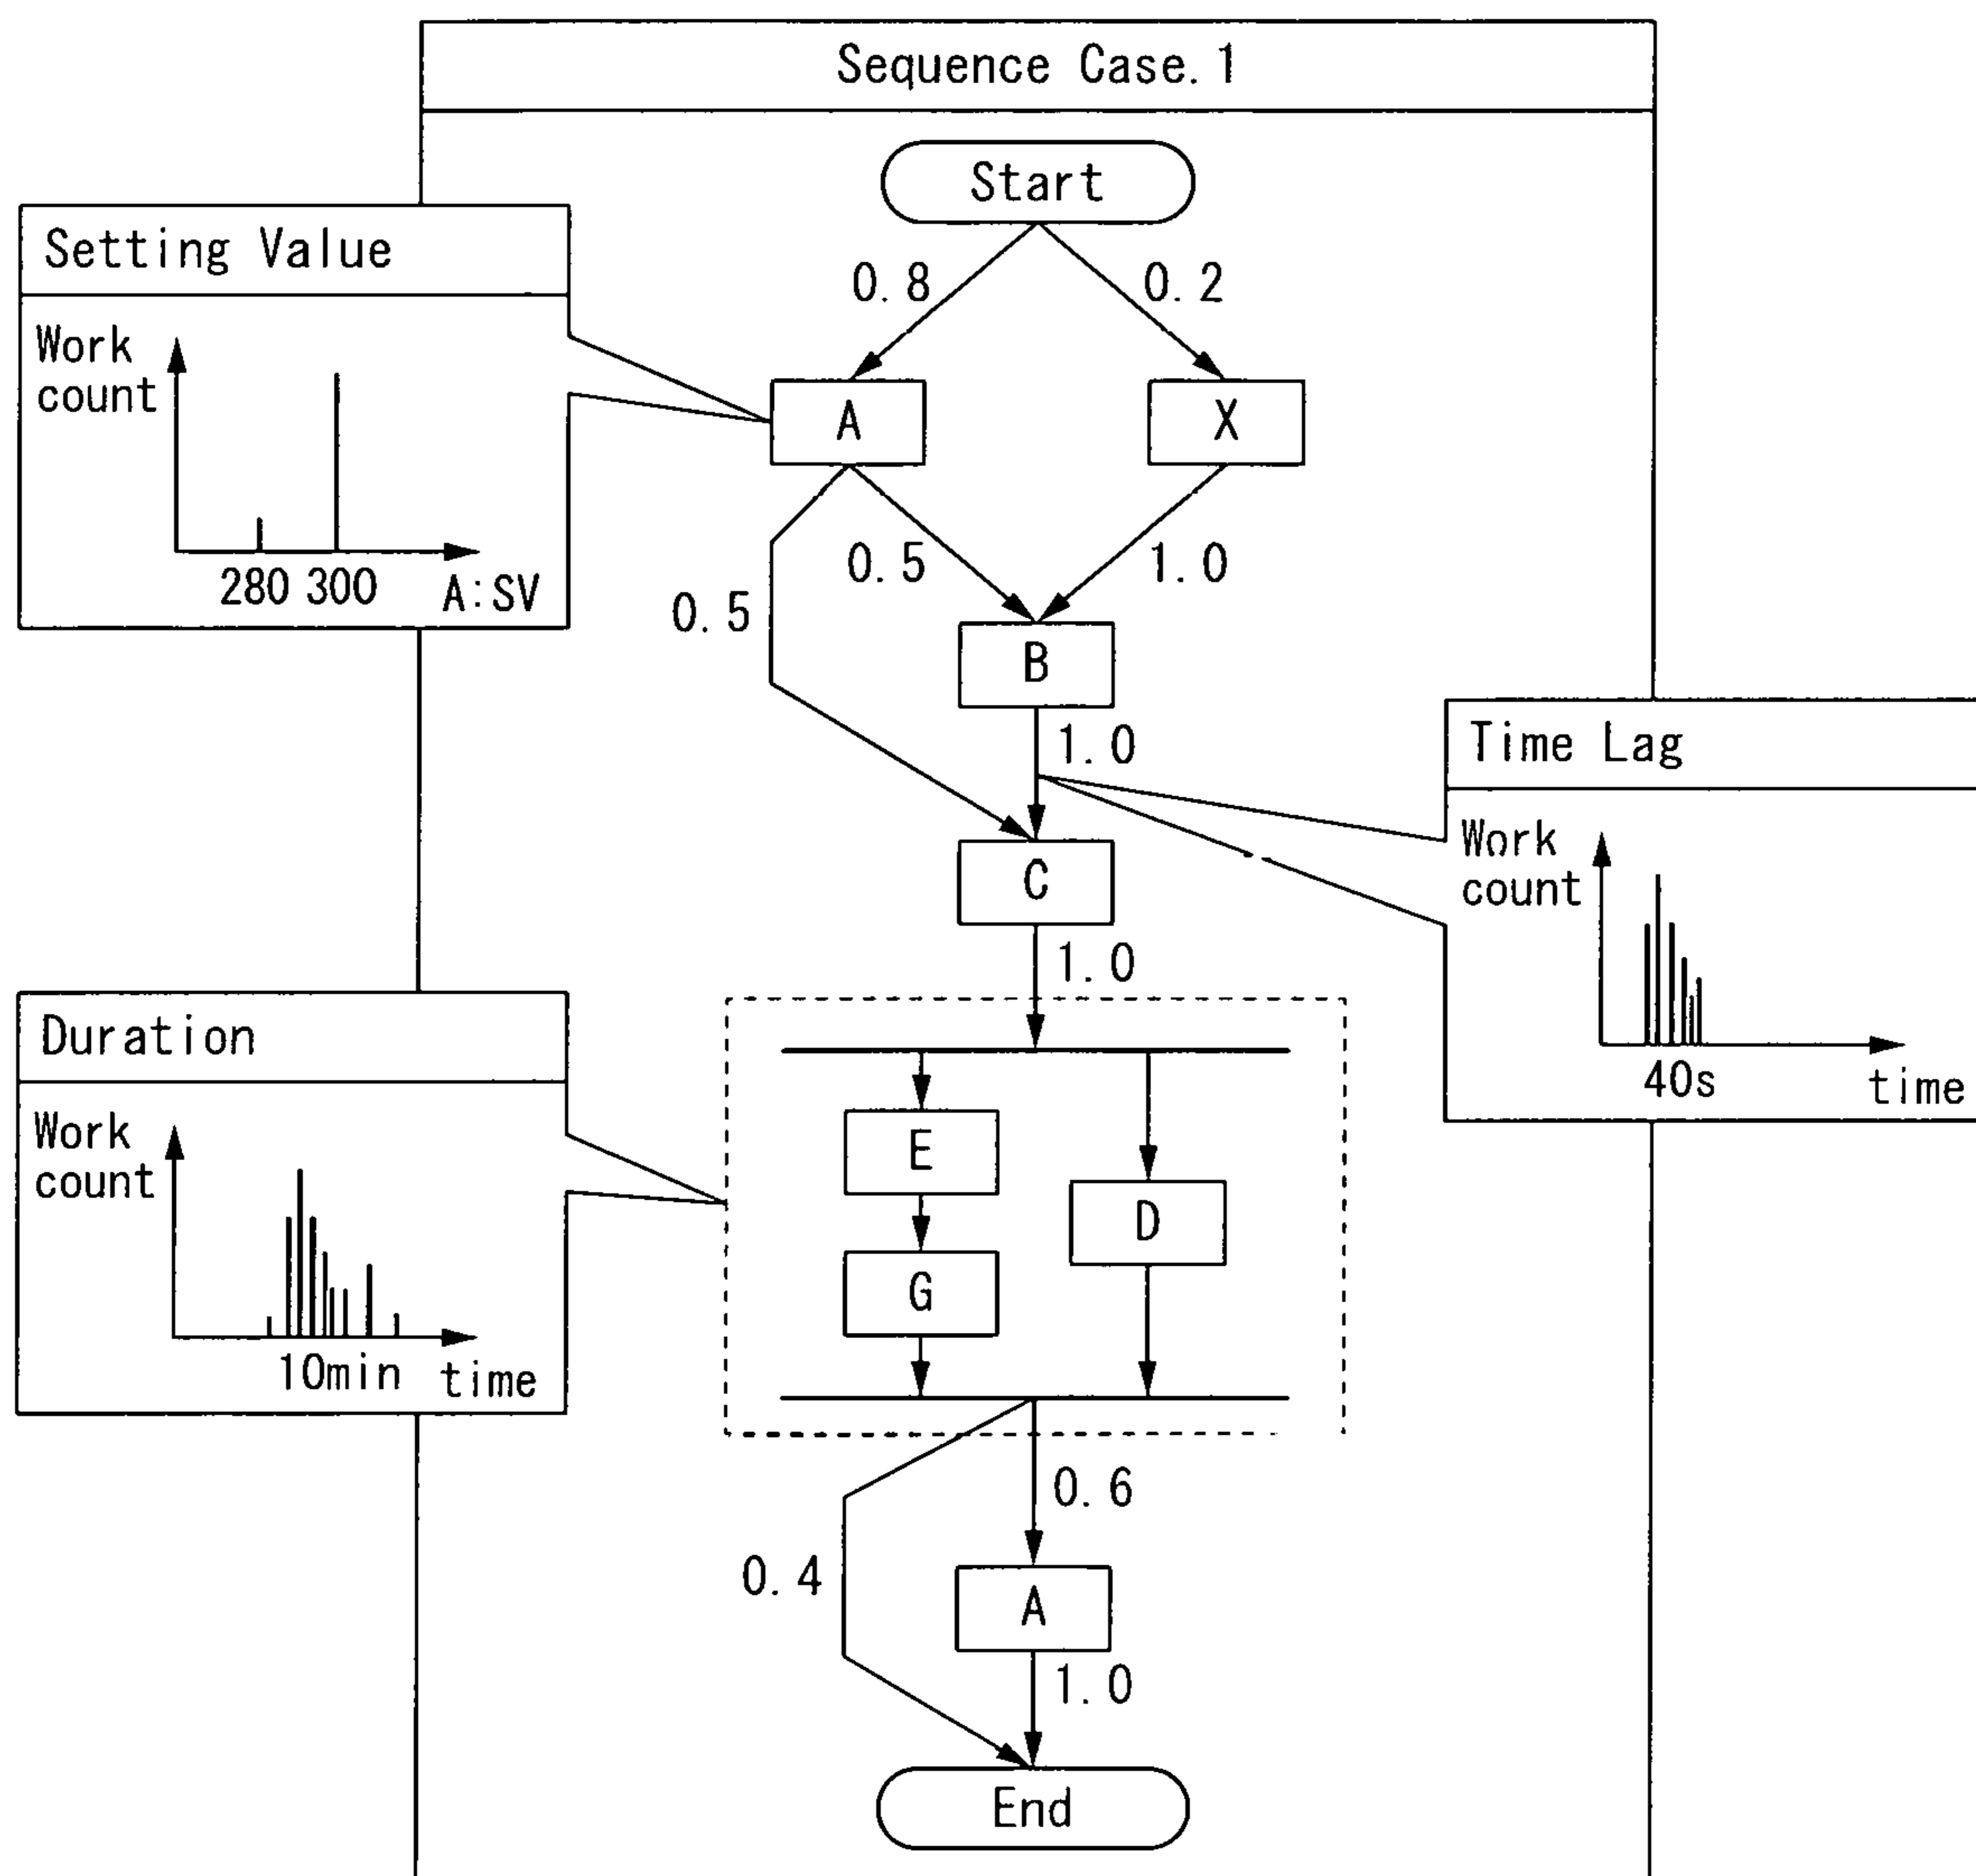 Sequence Case. 1
Start
Setting Value
0. 8
0. 2
Work
count
A
X
280 300
A:SV
0. 5
0. 5
1. 0
B
1. 0
Time Lag
Work
count
C
1. 0
40s
time
Duration
Work
count
E
D
G
10min
time
0. 6
0. 4
A
1. 0
End